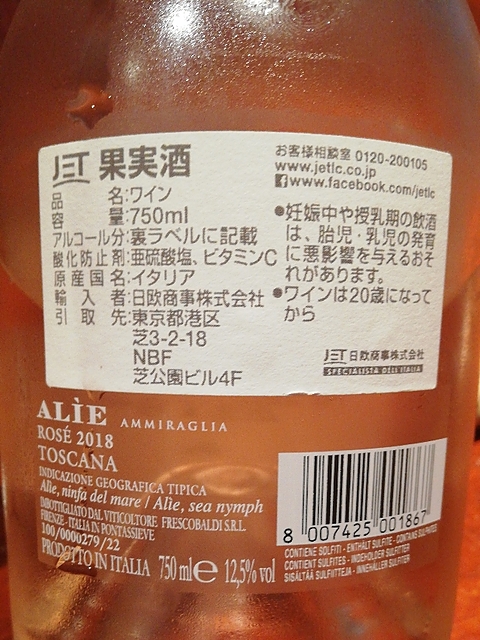 JET 果実酒
品 名:ワイン
容 量:750ml
アルコール分:裏ラベルに記載
酸化防止剤:亜硫酸塩、ビタミンC
原産国名:イタリア
輸入者:日欧商事株式会社
引取先:東京都港区
芝3-2-18
NBF
芝公園ビル4F
お客様相談室 0120-200105
www.jetlc.co.jp
www.facebook.com/jetlc
●妊娠中や授乳期の飲酒
は、胎児・乳児の発育
に悪影響を与えるおそ
れがあります。
●ワインは20歳になって
から
JET 日欧商事株式会社
SPECIALISTA DELL'ITALIA
ALÌE AMMIRAGLIA
ROSÉ 2018
TOSCANA
INDICAZIONE GEOGRAFICA TIPICA
Alìe, ninfa del mare / Alìe, sea nymph
IMBOTTIGLIATO DAL VITICOLTORE FRESCOBALDI S.R.L.
FIRENZE - ITALIA IN PONTASSIEVE
100/0000279/22
PRODOTTO IN ITALIA 750 ml e 12,5% vol
8 007425 001867
CONTIENE SOLFITI - ENTHÄLT SULFITE - CONTAINS SULPHITES
CONTIENT SULFITES - INDEHOLDER SULFITTER
SISÄLTÄÄ SULFIITTEJA - INNEHÅLLER SULFITER